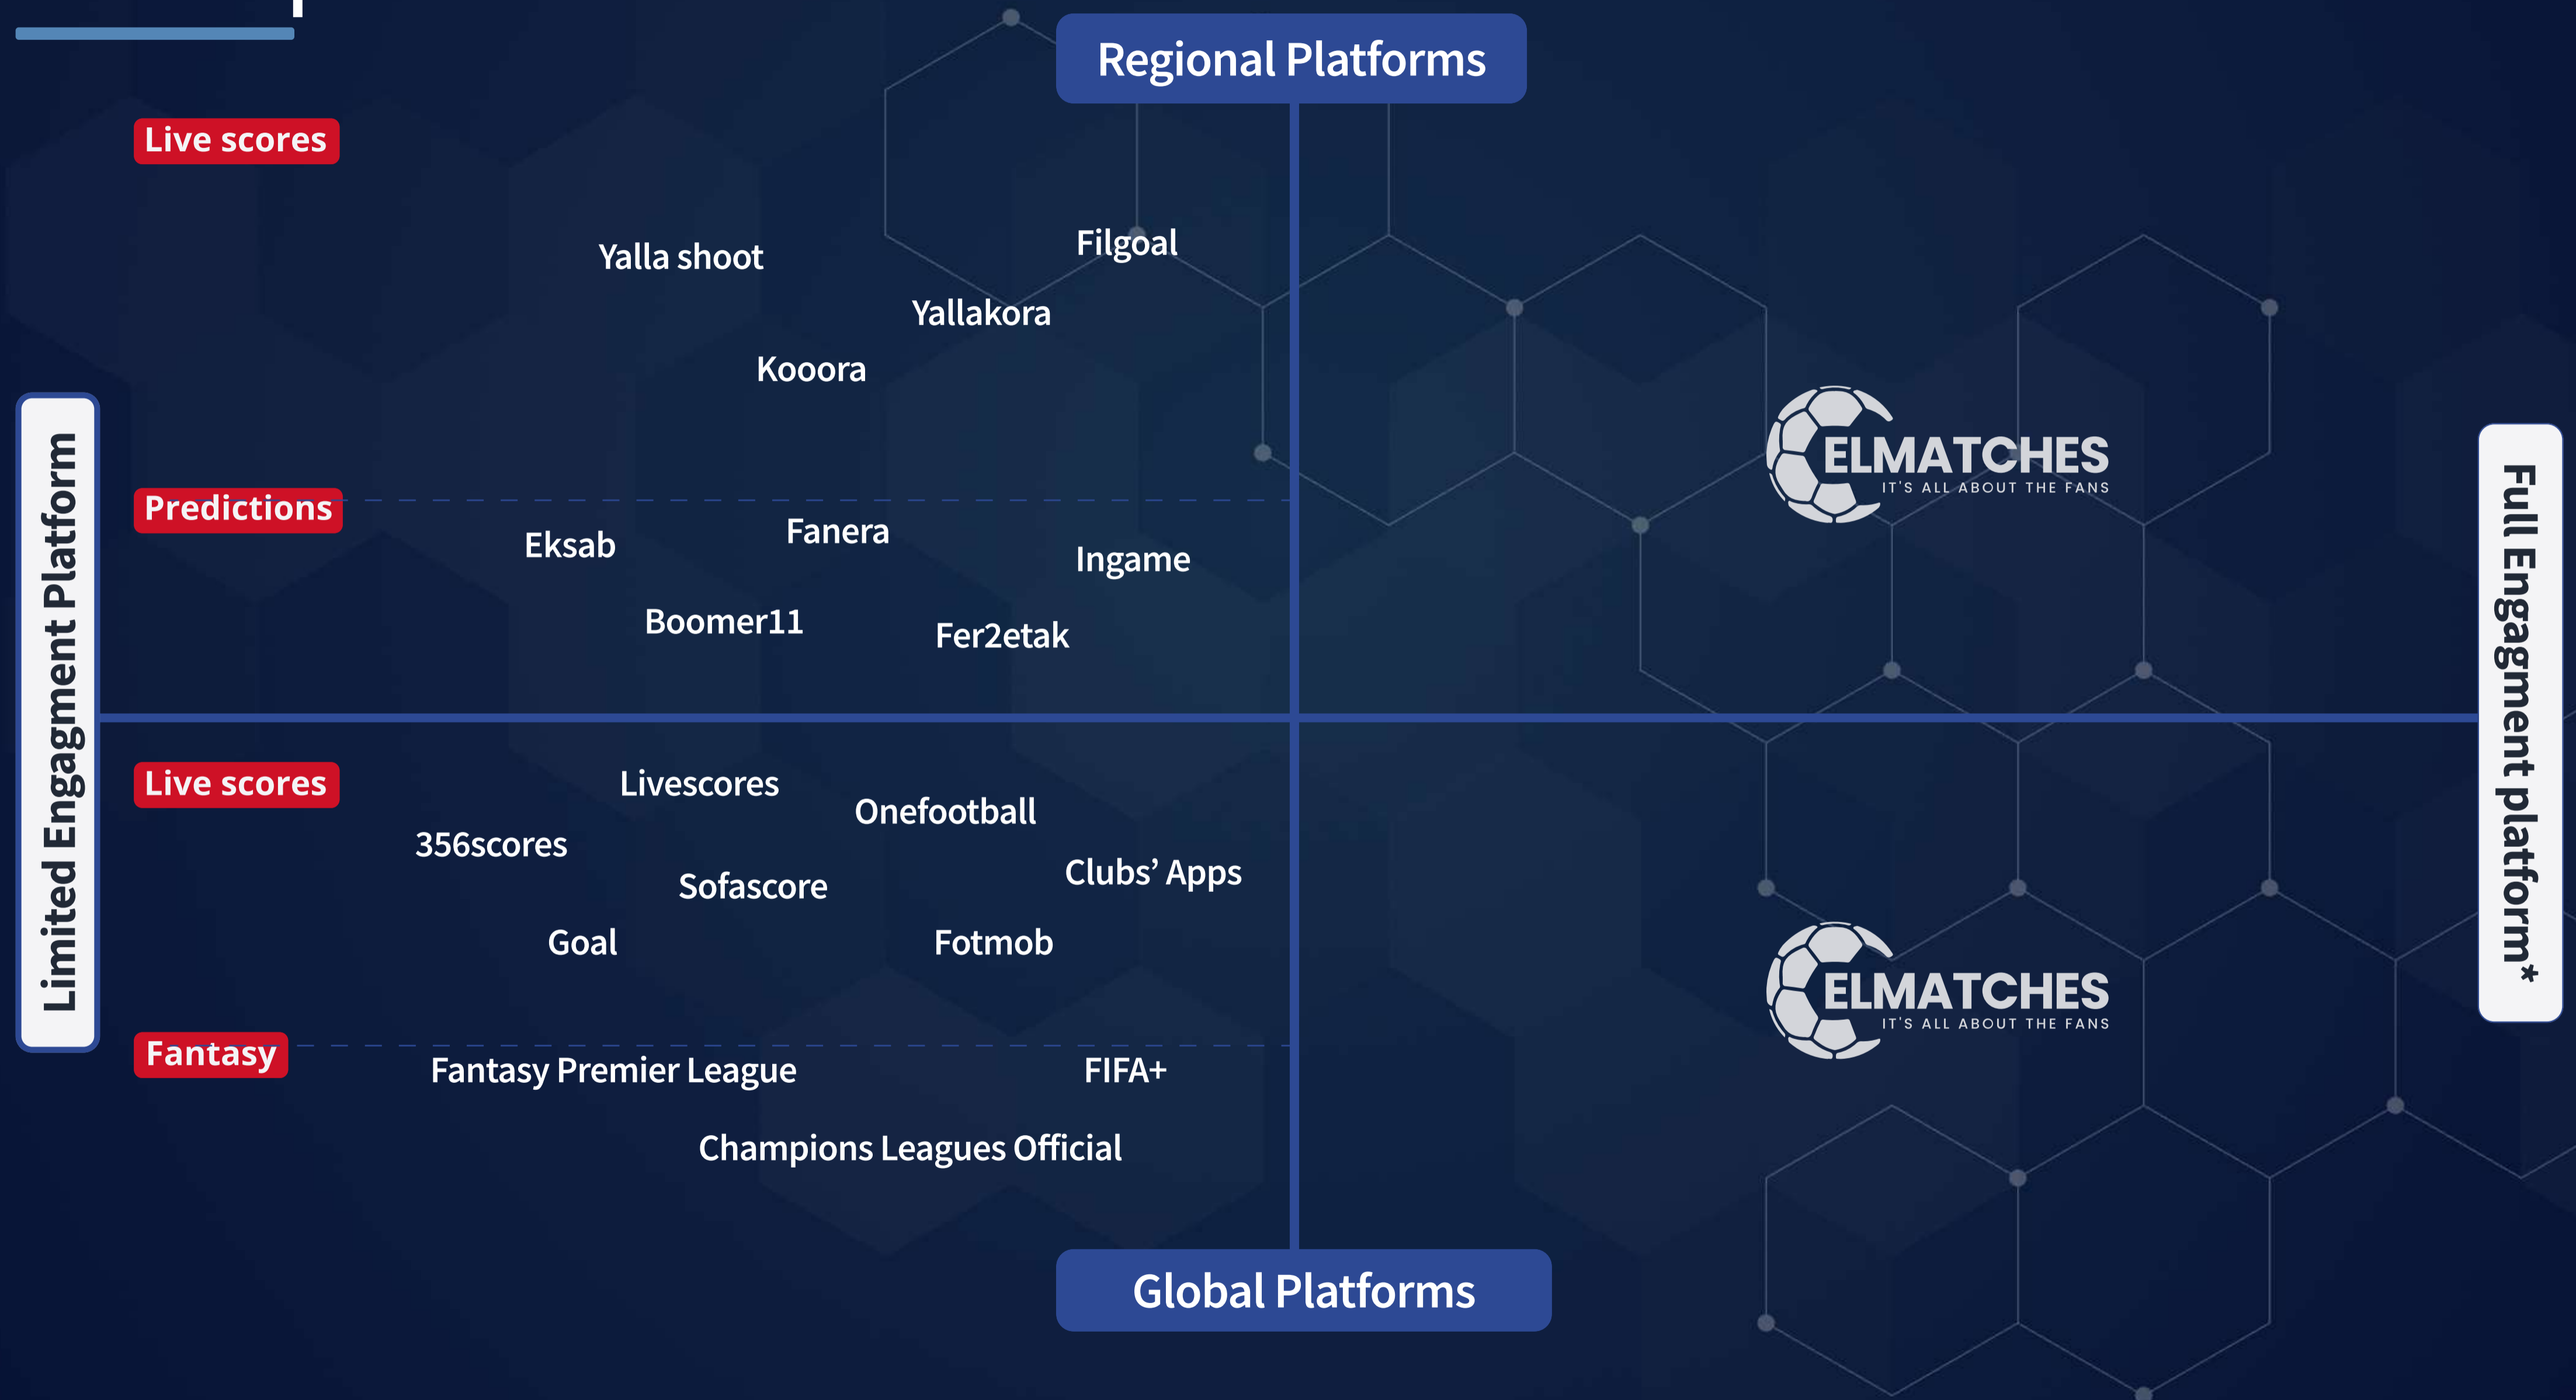 Regional Platforms
Live scores
Yalla shoot
Filgoal
Yallakora
Kooora
Limited Engagment Platform
Full Engagment platform*
ELMATCHES
IT'S ALL ABOUT THE FANS
Predictions
Eksab
Fanera
Ingame
Boomer11
Fer2etak
Live scores
Livescores
Onefootball
356scores
Clubs’ Apps
Sofascore
Goal
Fotmob
ELMATCHES
IT'S ALL ABOUT THE FANS
Fantasy
Fantasy Premier League
FIFA+
Champions Leagues Official
Global Platforms